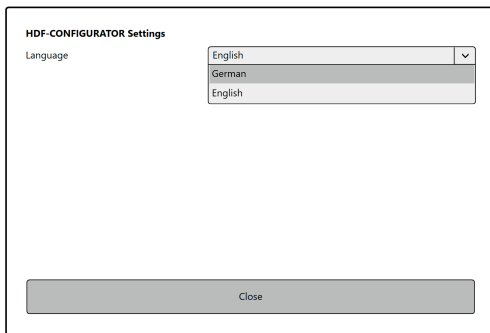 HDF-CONFIGURATOR Settings
Language English
German
English
Close